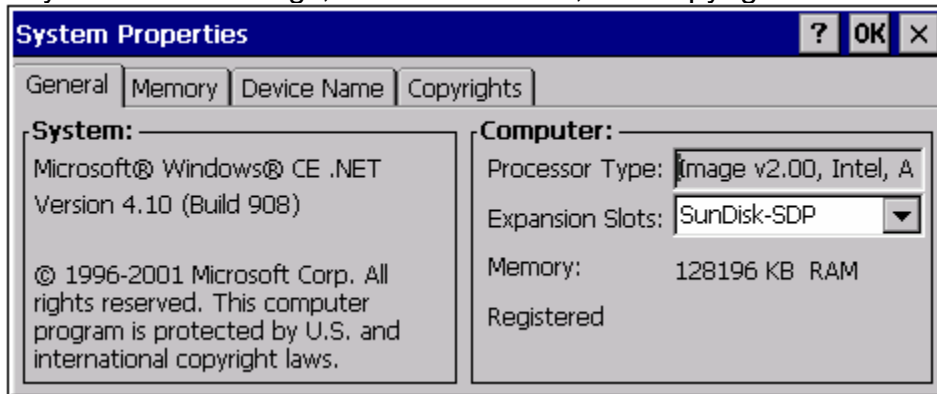 System Properties ? OK ×
General Memory Device Name Copyrights
System:
Microsoft® Windows® CE .NET
Version 4.10 (Build 908)
© 1996-2001 Microsoft Corp. All
rights reserved. This computer
program is protected by U.S. and
international copyright laws.
Computer:
Processor Type: Image v2.00, Intel, A
Expansion Slots: SunDisk-SDP
Memory: 128196 KB RAM
Registered